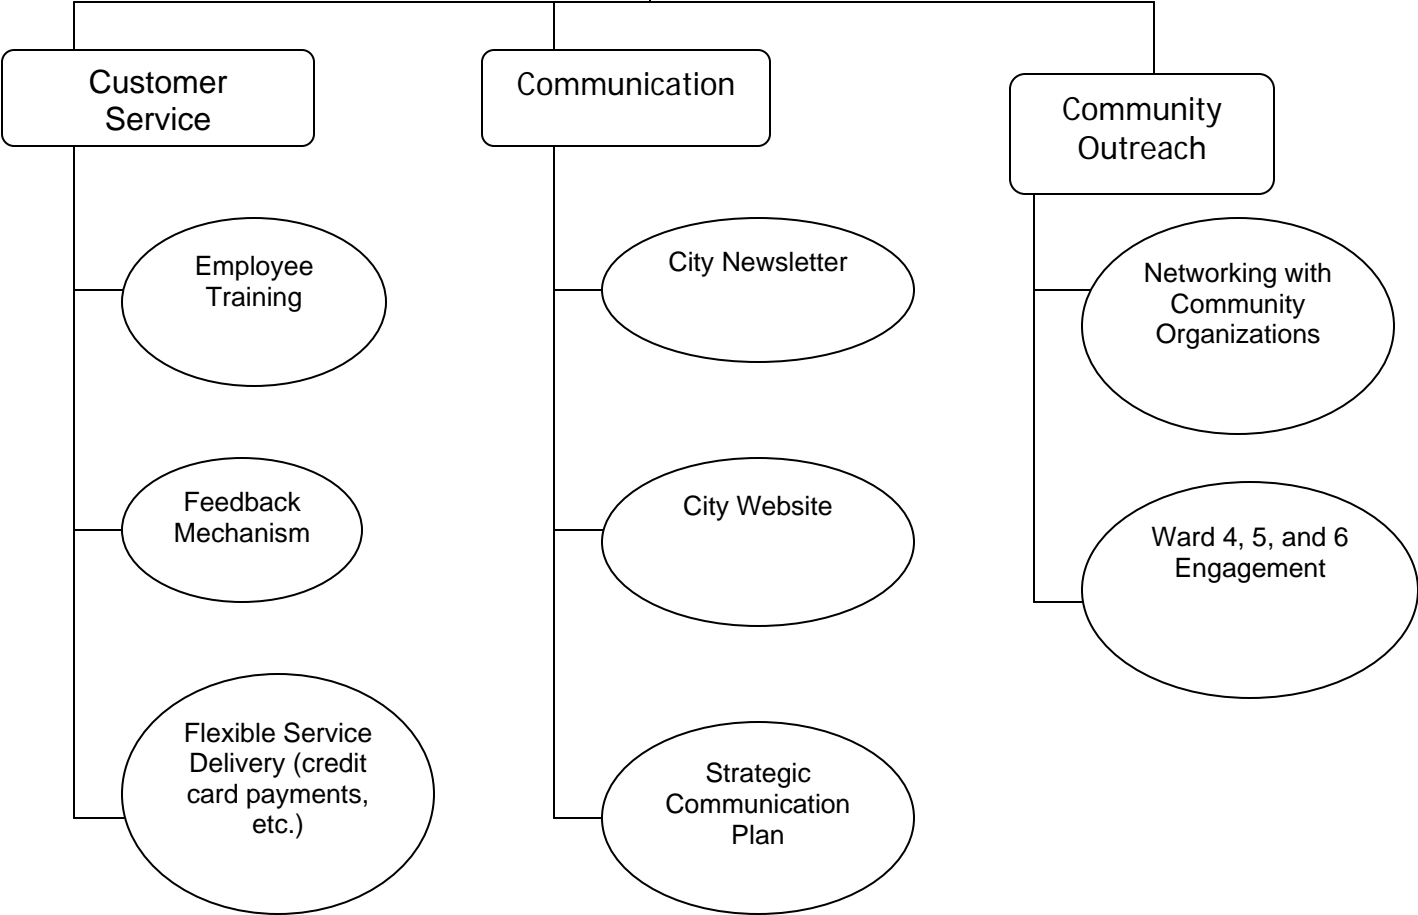 Customer
Service
Communication
Community
Outreach
Employee
Training
Feedback
Mechanism
Flexible Service
Delivery (credit
card payments,
etc.)
City Newsletter
City Website
Strategic
Communication
Plan
Networking with
Community
Organizations
Ward 4, 5, and 6
Engagement